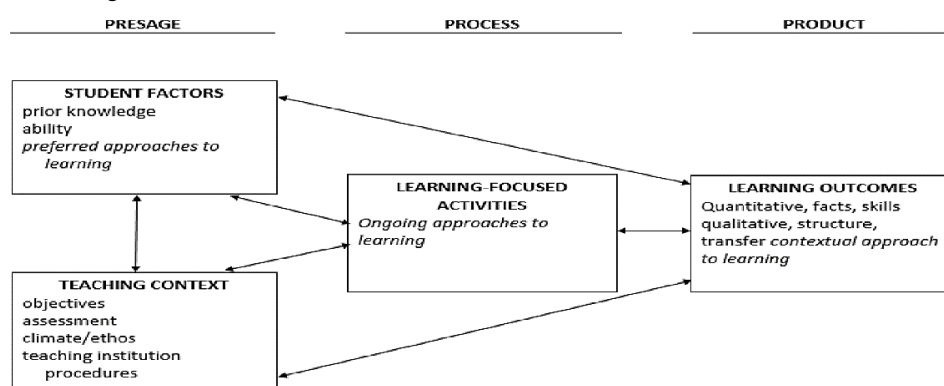 PRESAGE
PROCESS
PRODUCT
STUDENT FACTORS
prior knowledge
ability
preferred approaches to
learning
LEARNING-FOCUSED
ACTIVITIES
Ongoing approaches to
learning
LEARNING OUTCOMES
Quantitative, facts, skills
qualitative, structure,
transfer contextual approach
to learning
TEACHING CONTEXT
objectives
assessment
climate/ethos
teaching institution
procedures